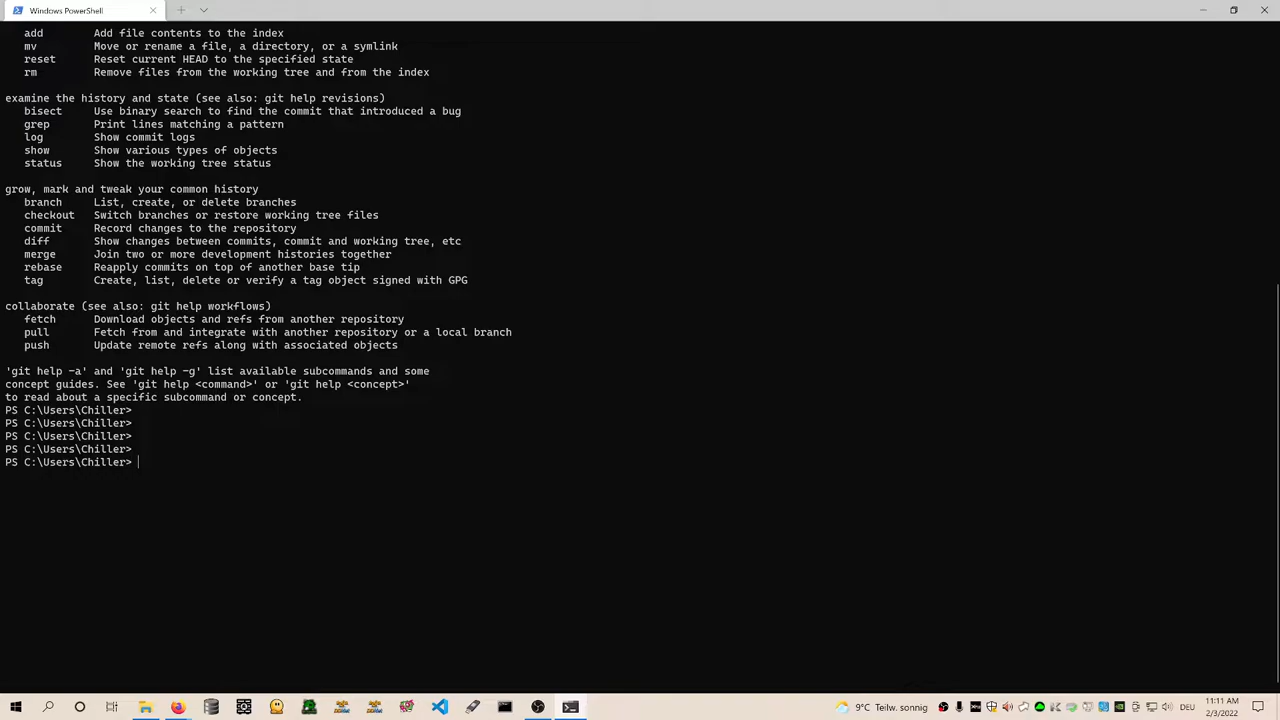 Windows PowerShell
add Add file contents to the index
mv Move or rename a file, a directory, or a symlink
reset Reset current HEAD to the specified state
rm Remove files from the working tree and from the index
examine the history and state (see also: git help revisions)
bisect Use binary search to find the commit that introduced a bug
grep Print lines matching a pattern
log Show commit logs
show Show various types of objects
status Show the working tree status
grow, mark and tweak your common history
branch List, create, or delete branches
checkout Switch branches or restore working tree files
commit Record changes to the repository
diff Show changes between commits, commit and working tree, etc
merge Join two or more development histories together
rebase Reapply commits on top of another base tip
tag Create, list, delete or verify a tag object signed with GPG
collaborate (see also: git help workflows)
fetch Download objects and refs from another repository
pull Fetch from and integrate with another repository or a local branch
push Update remote refs along with associated objects
'git help -a' and 'git help -g' list available subcommands and some
concept guides. See 'git help <command>' or 'git help <concept>'
to read about a specific subcommand or concept.
PS C:\Users\Chiller>
PS C:\Users\Chiller>
PS C:\Users\Chiller>
PS C:\Users\Chiller>
PS C:\Users\Chiller>
9°C Teilw. sonnig DEU 11:11 AM
2/3/2022